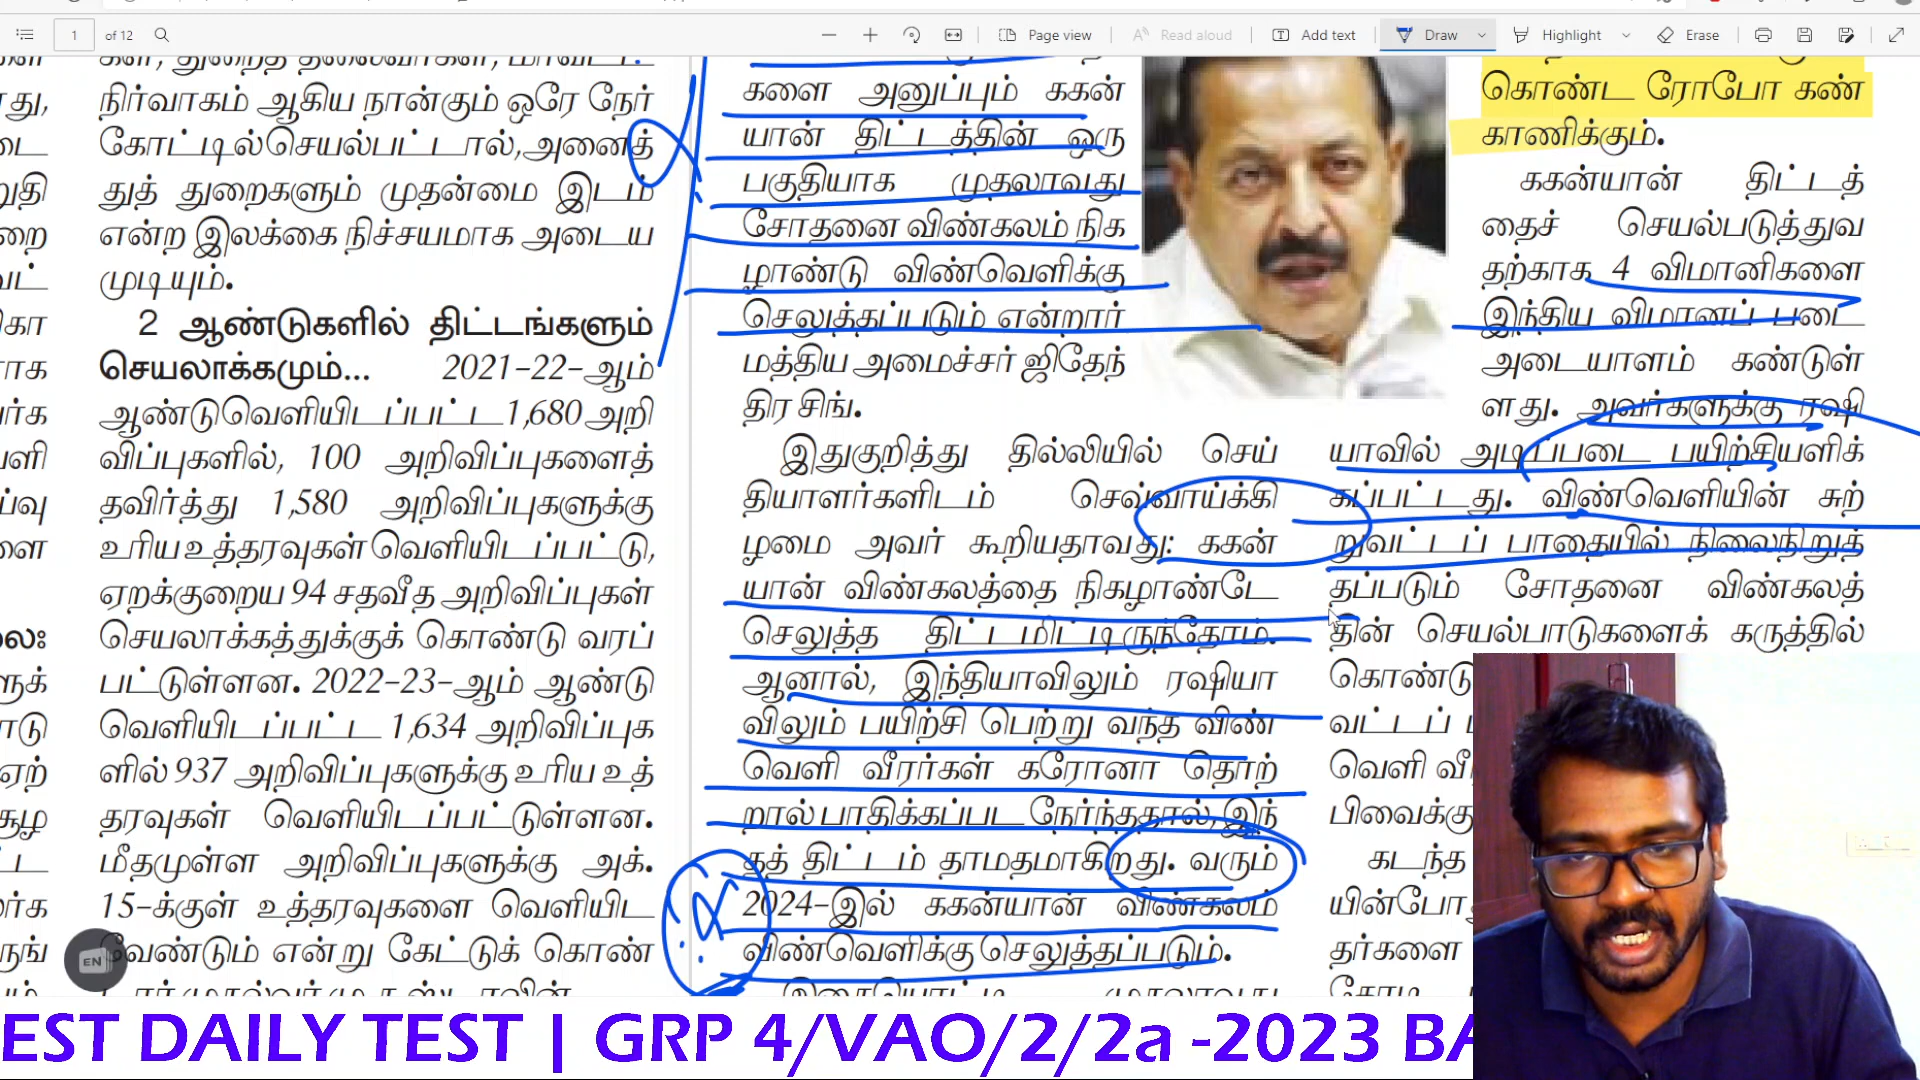 1 of 12
Page view
Read aloud
Add text
Draw
Highlight
Erase
நிர்வாகம் ஆகிய நான்கும் ஒரே நேர்
கோட்டில் செயல்பட்டால், அனைத்
துத் துறைகளும் முதன்மை இடம்
என்ற இலக்கை நிச்சயமாக அடைய
முடியும்.
2 ஆண்டுகளில் திட்டங்களும்
செயலாக்கமும்... 2021-22-ஆம்
ஆண்டு வெளியிடப்பட்ட 1,680 அறி
விப்புகளில், 100 அறிவிப்புகளைத்
தவிர்த்து 1,580 அறிவிப்புகளுக்கு
உரிய உத்தரவுகள் வெளியிடப்பட்டு,
ஏறக்குறைய 94 சதவீத அறிவிப்புகள்
செயலாக்கத்துக்குக் கொண்டு வரப்
பட்டுள்ளன. 2022-23-ஆம் ஆண்டு
வெளியிடப்பட்ட 1,634 அறிவிப்புக
ளில் 937 அறிவிப்புகளுக்கு உரிய உத்
தரவுகள் வெளியிடப்பட்டுள்ளன.
மீதமுள்ள அறிவிப்புகளுக்கு அக்.
15-க்குள் உத்தரவுகளை வெளியிட
வேண்டும் என்று கேட்டுக் கொண்
களை அனுப்பும் ககன்
யான் திட்டத்தின் ஒரு
பகுதியாக முதலாவது
சோதனை விண்கலம் நிக
ழாண்டு விண்வெளிக்கு
செலுத்தப்படும் என்றார்
மத்திய அமைச்சர் ஜிதேந்
திர சிங்.
இதுகுறித்து தில்லியில் செய்
தியாளர்களிடம் செவ்வாய்க்கி
ழமை அவர் கூறியதாவது: ககன்
யான் விண்கலத்தை நிகழாண்டே
செலுத்த திட்டமிட்டிருந்தோம்.
ஆனால், இந்தியாவிலும் ரஷியா
விலும் பயிற்சி பெற்று வந்த விண்
வெளி வீரர்கள் கரோனா தொற்
றால் பாதிக்கப்பட நேர்ந்ததால், இந்
தத் திட்டம் தாமதமாகிறது. வரும்
2024-இல் ககன்யான் விண்கலம்
விண்வெளிக்கு செலுத்தப்படும்.
கொண்ட ரோபோ கண்
காணிக்கும்.
ககன்யான் திட்டத்
தைச் செயல்படுத்துவ
தற்காக 4 விமானிகளை
இந்திய விமானப் படை
அடையாளம் கண்டுள்
ளது. அவர்களுக்கு ரஷி
யாவில் அடிப்படை பயிற்சியளிக்
கப்பட்டது. விண்வெளியின் சுற்
றுவட்டப் பாதையில் நிலைநிறுத்
தப்படும் சோதனை விண்கலத்
தின் செயல்பாடுகளைக் கருத்தில்
கொண்டு
வட்டப்
வெளி வீ
பிவைக்கு
கடந்த
யின்போ
தர்களை
EN
EST DAILY TEST | GRP 4/VAO/2/2a -2023 BA